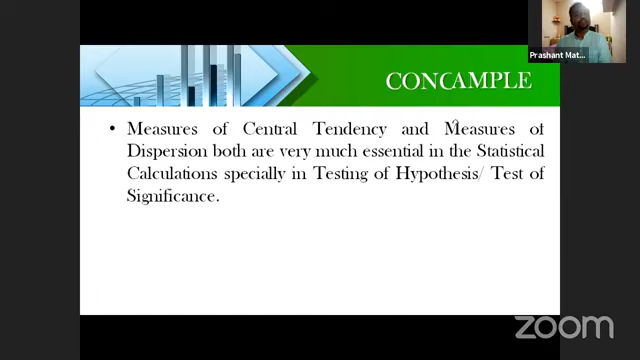 Prashant Mat...
CONCAMPLE
• Measures of Central Tendency and Measures of
Dispersion both are very much essential in the Statistical
Calculations specially in Testing of Hypothesis/ Test of
Significance.
zoom